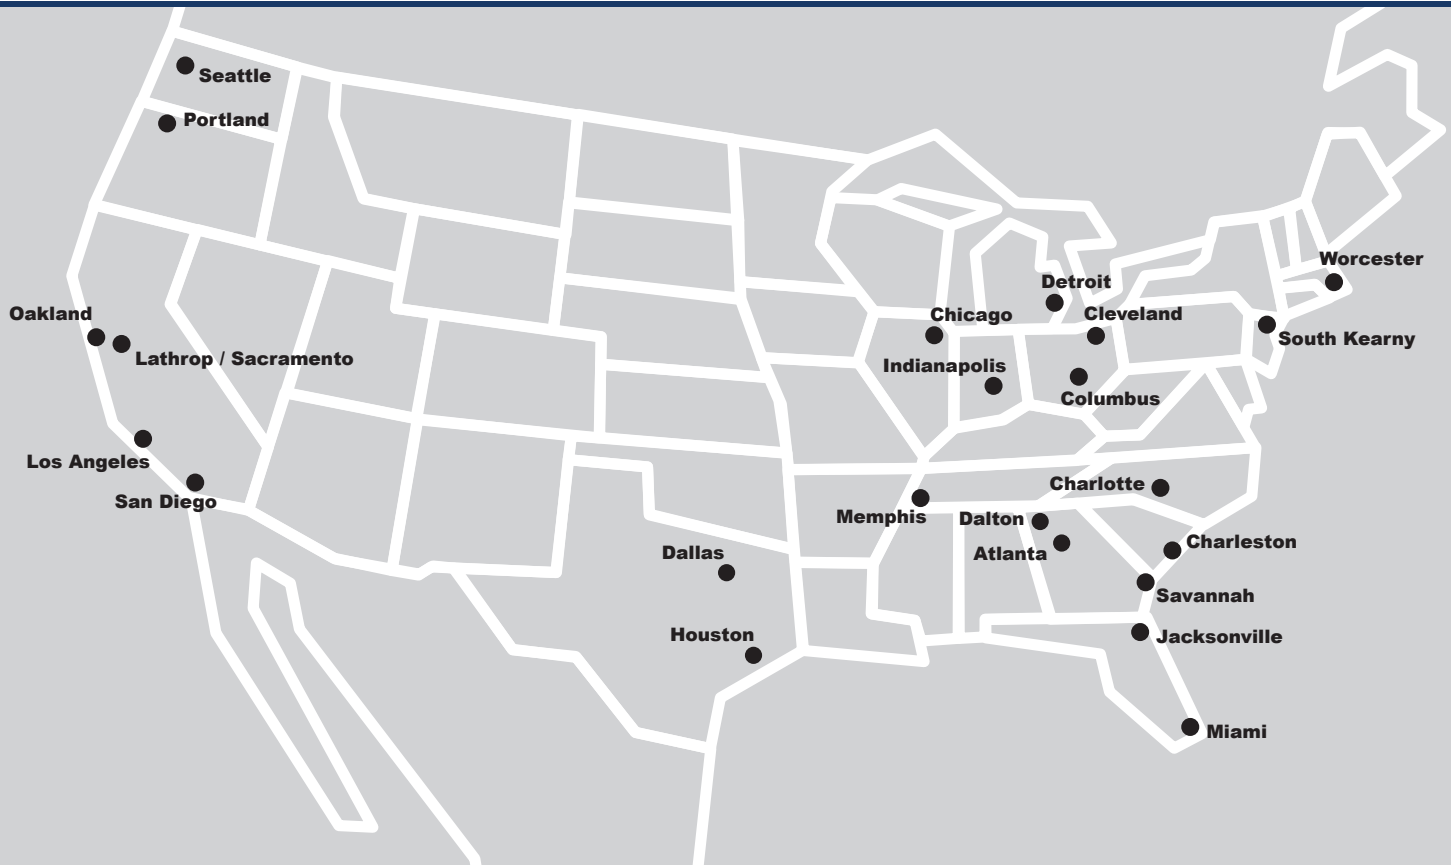 Seattle
Portland
Worcester
Detroit
Oakland
Chicago
Cleveland
South Kearny
Lathrop / Sacramento
Indianapolis
Columbus
Los Angeles
Charlotte
San Diego
Memphis
Dalton
Charleston
Dallas
Atlanta
Savannah
Houston
Jacksonville
Miami